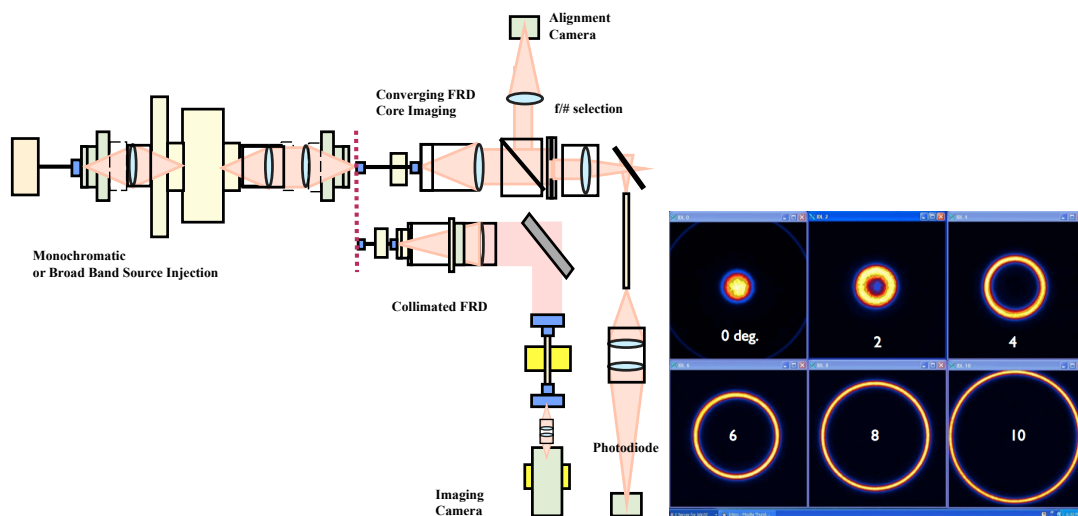 Alignment
Camera
Converging FRD
Core Imaging
f/# selection
Monochromatic
or Broad Band Source Injection
Collimated FRD
Photodiode
Imaging
Camera
0 deg.
2
4
6
8
10